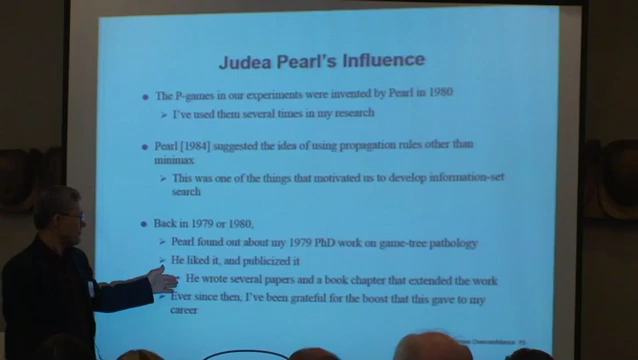 Judea Pearl's Influence
● The P-games in our experiments were invented by Pearl in 1980
➢ I've used them several times in my research
● Pearl [1984] suggested the idea of using propagation rules other than
minimax
➢ This was one of the things that motivated us to develop information-set
search
● Back in 1979 or 1980,
➢ Pearl found out about my 1979 PhD work on game-tree pathology
➢ He liked it, and publicized it
He wrote several papers and a book chapter that extended the work
➢ Ever since then, I've been grateful for the boost that this gave to my
career
Overconfidence